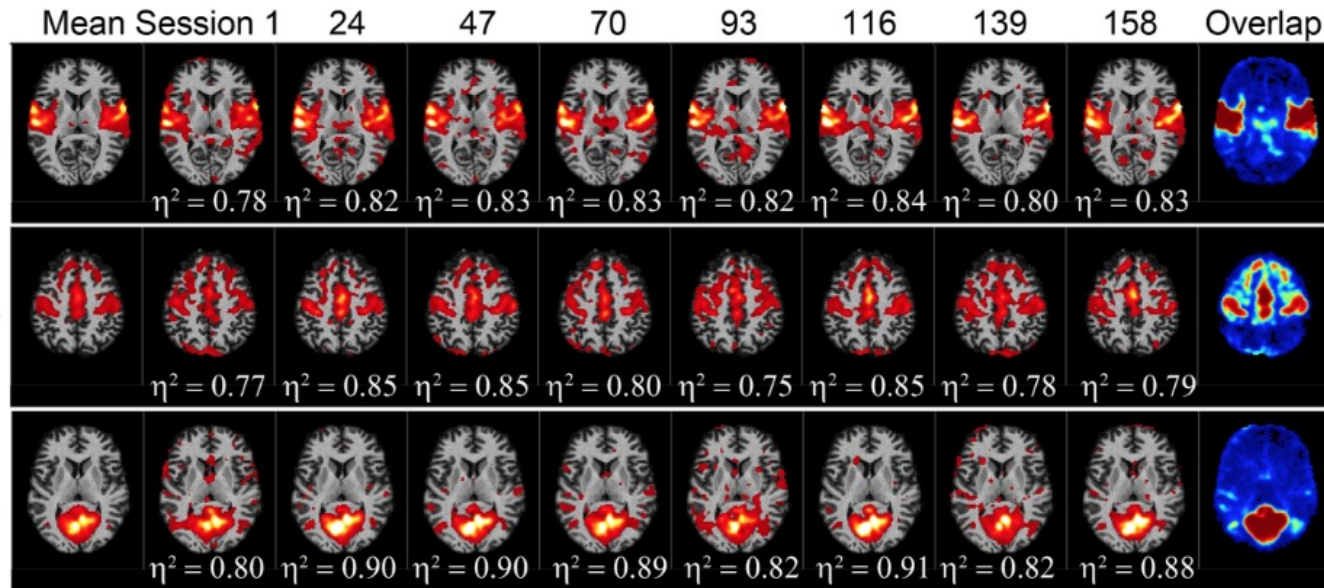 Mean Session 1 24 47 70 93 116 139 158 Overlap
η² = 0.78 η² = 0.82 η² = 0.83 η² = 0.83 η² = 0.82 η² = 0.84 η² = 0.80 η² = 0.83
η² = 0.77 η² = 0.85 η² = 0.85 η² = 0.80 η² = 0.75 η² = 0.85 η² = 0.78 η² = 0.79
η² = 0.80 η² = 0.90 η² = 0.90 η² = 0.89 η² = 0.82 η² = 0.91 η² = 0.82 η² = 0.88